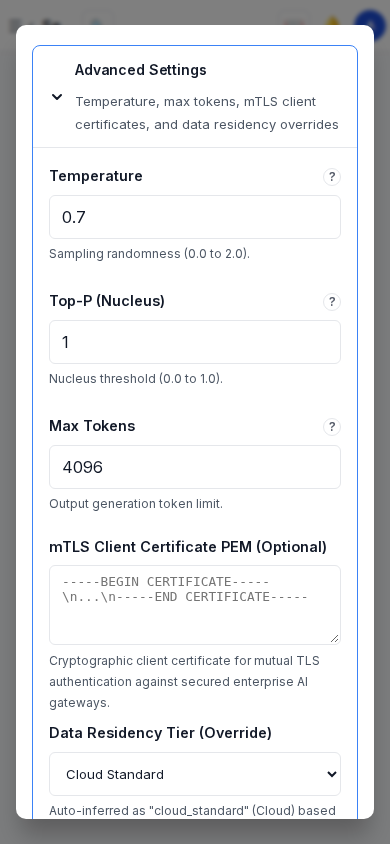 Advanced Settings
Temperature, max tokens, mTLS client
certificates, and data residency overrides
Temperature ?
0.7
Sampling randomness (0.0 to 2.0).
Top-P (Nucleus) ?
1
Nucleus threshold (0.0 to 1.0).
Max Tokens ?
4096
Output generation token limit.
mTLS Client Certificate PEM (Optional)
-----BEGIN CERTIFICATE-----
\n...\n-----END CERTIFICATE-----
Cryptographic client certificate for mutual TLS
authentication against secured enterprise AI
gateways.
Data Residency Tier (Override)
Cloud Standard
Auto-inferred as "cloud_standard" (Cloud) based